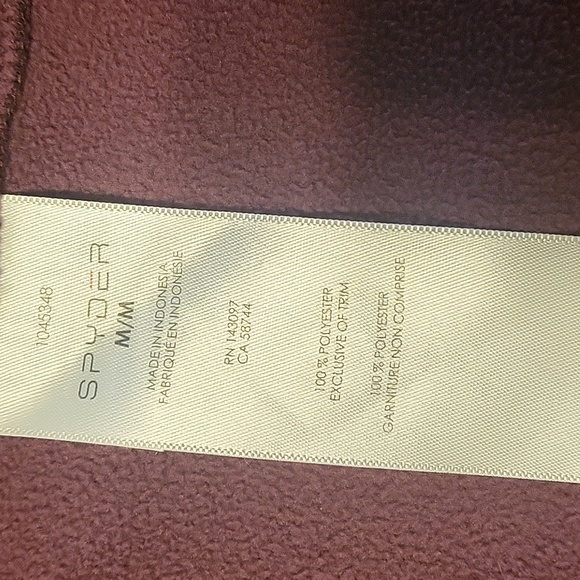 1045348
SPYDER
M/M
MADE IN INDONESIA
FABRIQUÉ EN INDONÉSIE
RN 143097
CA 58744
100% POLYESTER
EXCLUSIVE OF TRIM
100% POLYESTER
GARNITURE NON COMPRISE